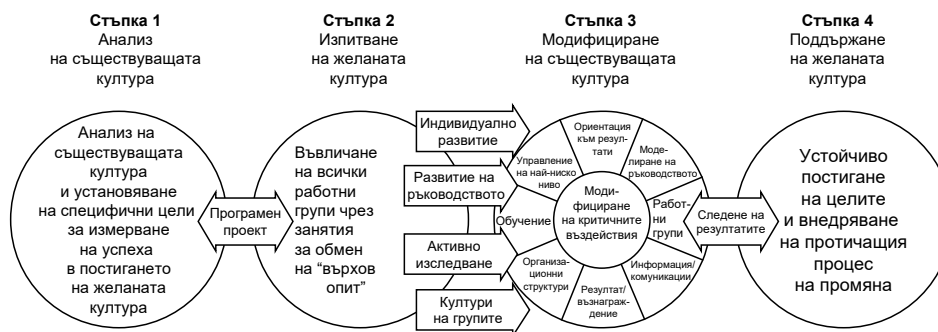 Стъпка 1
Анализ
на съществуващата
култура
Стъпка 2
Изпитване
на желаната
култура
Стъпка 3
Модифициране
на съществуващата
култура
Стъпка 4
Поддържане
на желаната
култура
Анализ на
съществуващата
култура
и установяване
на специфични цели
за измерване
на успеха
в постигането
на желаната
култура
Програмен
проект
Въвличане
на всички
работни
групи чрез
занятия
за обмен
на “върхов
опит”
Индивидуално
развитие
Развитие на
ръководството
Активно
изследване
Култури
на групите
Ориентация
към резул-
тати
Моде-
лиране на
ръководството
Работ-
ни
групи
Информация/
комуникации
Резултат/
възнаграж-
дение
Организа-
ционни
структури
Обучение
Управление
на най-ниско
ниво
Моди-
фициране
на критичните
въздействия
Следене на
резултатите
Устойчиво
постигане
на целите
и внедряване
на протичащия
процес
на промяна